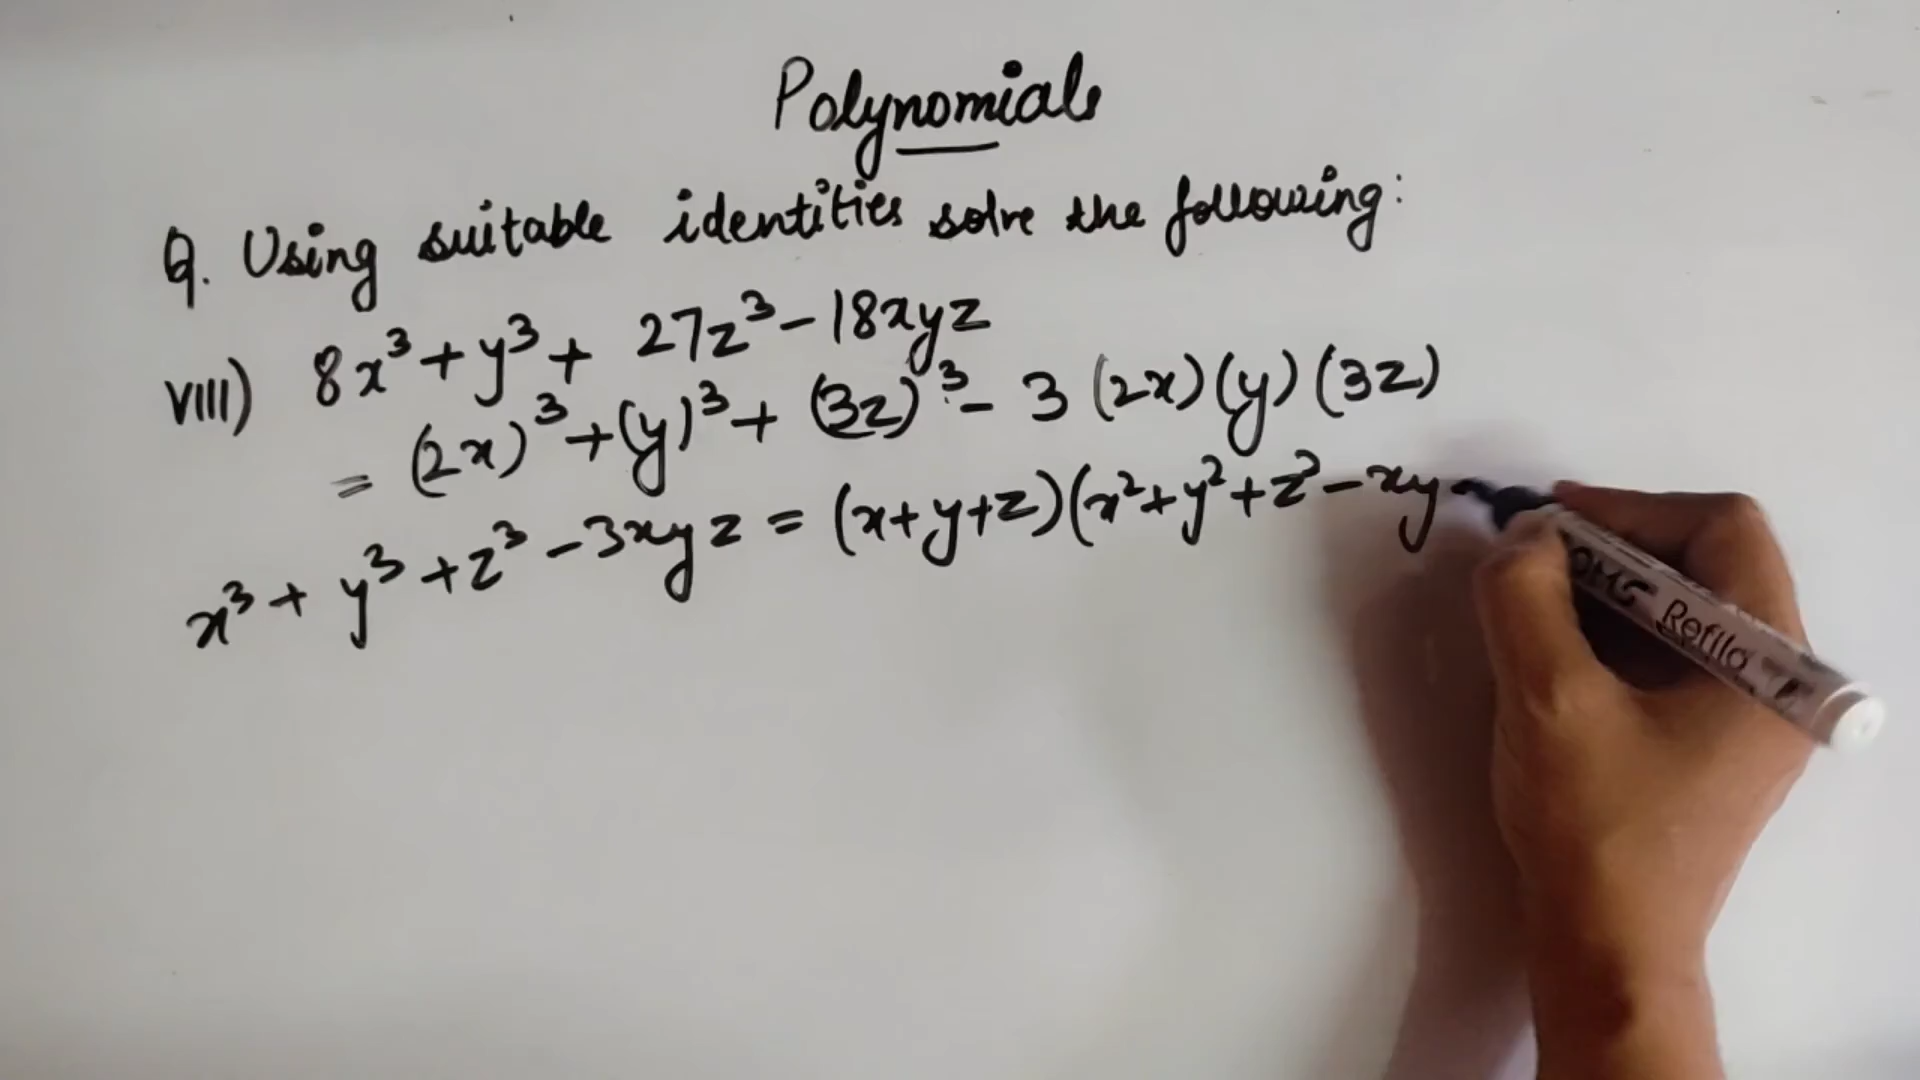 Polynomials
Q. Using suitable identities solve the following:
VIII) 8x³ + y³ + 27z³ - 18xyz
= (2x)³ + (y)³ + (3z)³ - 3 (2x) (y) (3z)
x³ + y³ + z³ - 3xyz = (x+y+z)(x² + y² + z² - xy -
Refilo